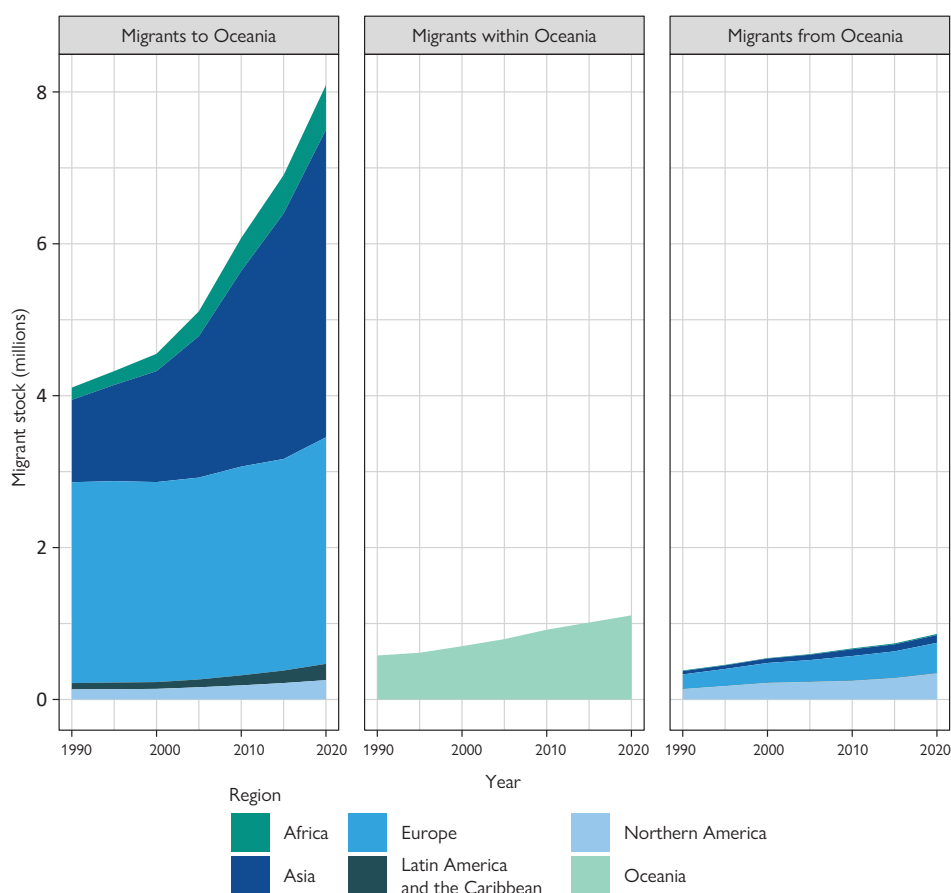 Migrants to Oceania
Migrants within Oceania
Migrants from Oceania
8
6
4
2
0
Migrant stock (millions)
1990 2000 2010 2020
1990 2000 2010 2020
1990 2000 2010 2020
Year
Region
Africa
Europe
Northern America
Asia
Latin America
and the Caribbean
Oceania